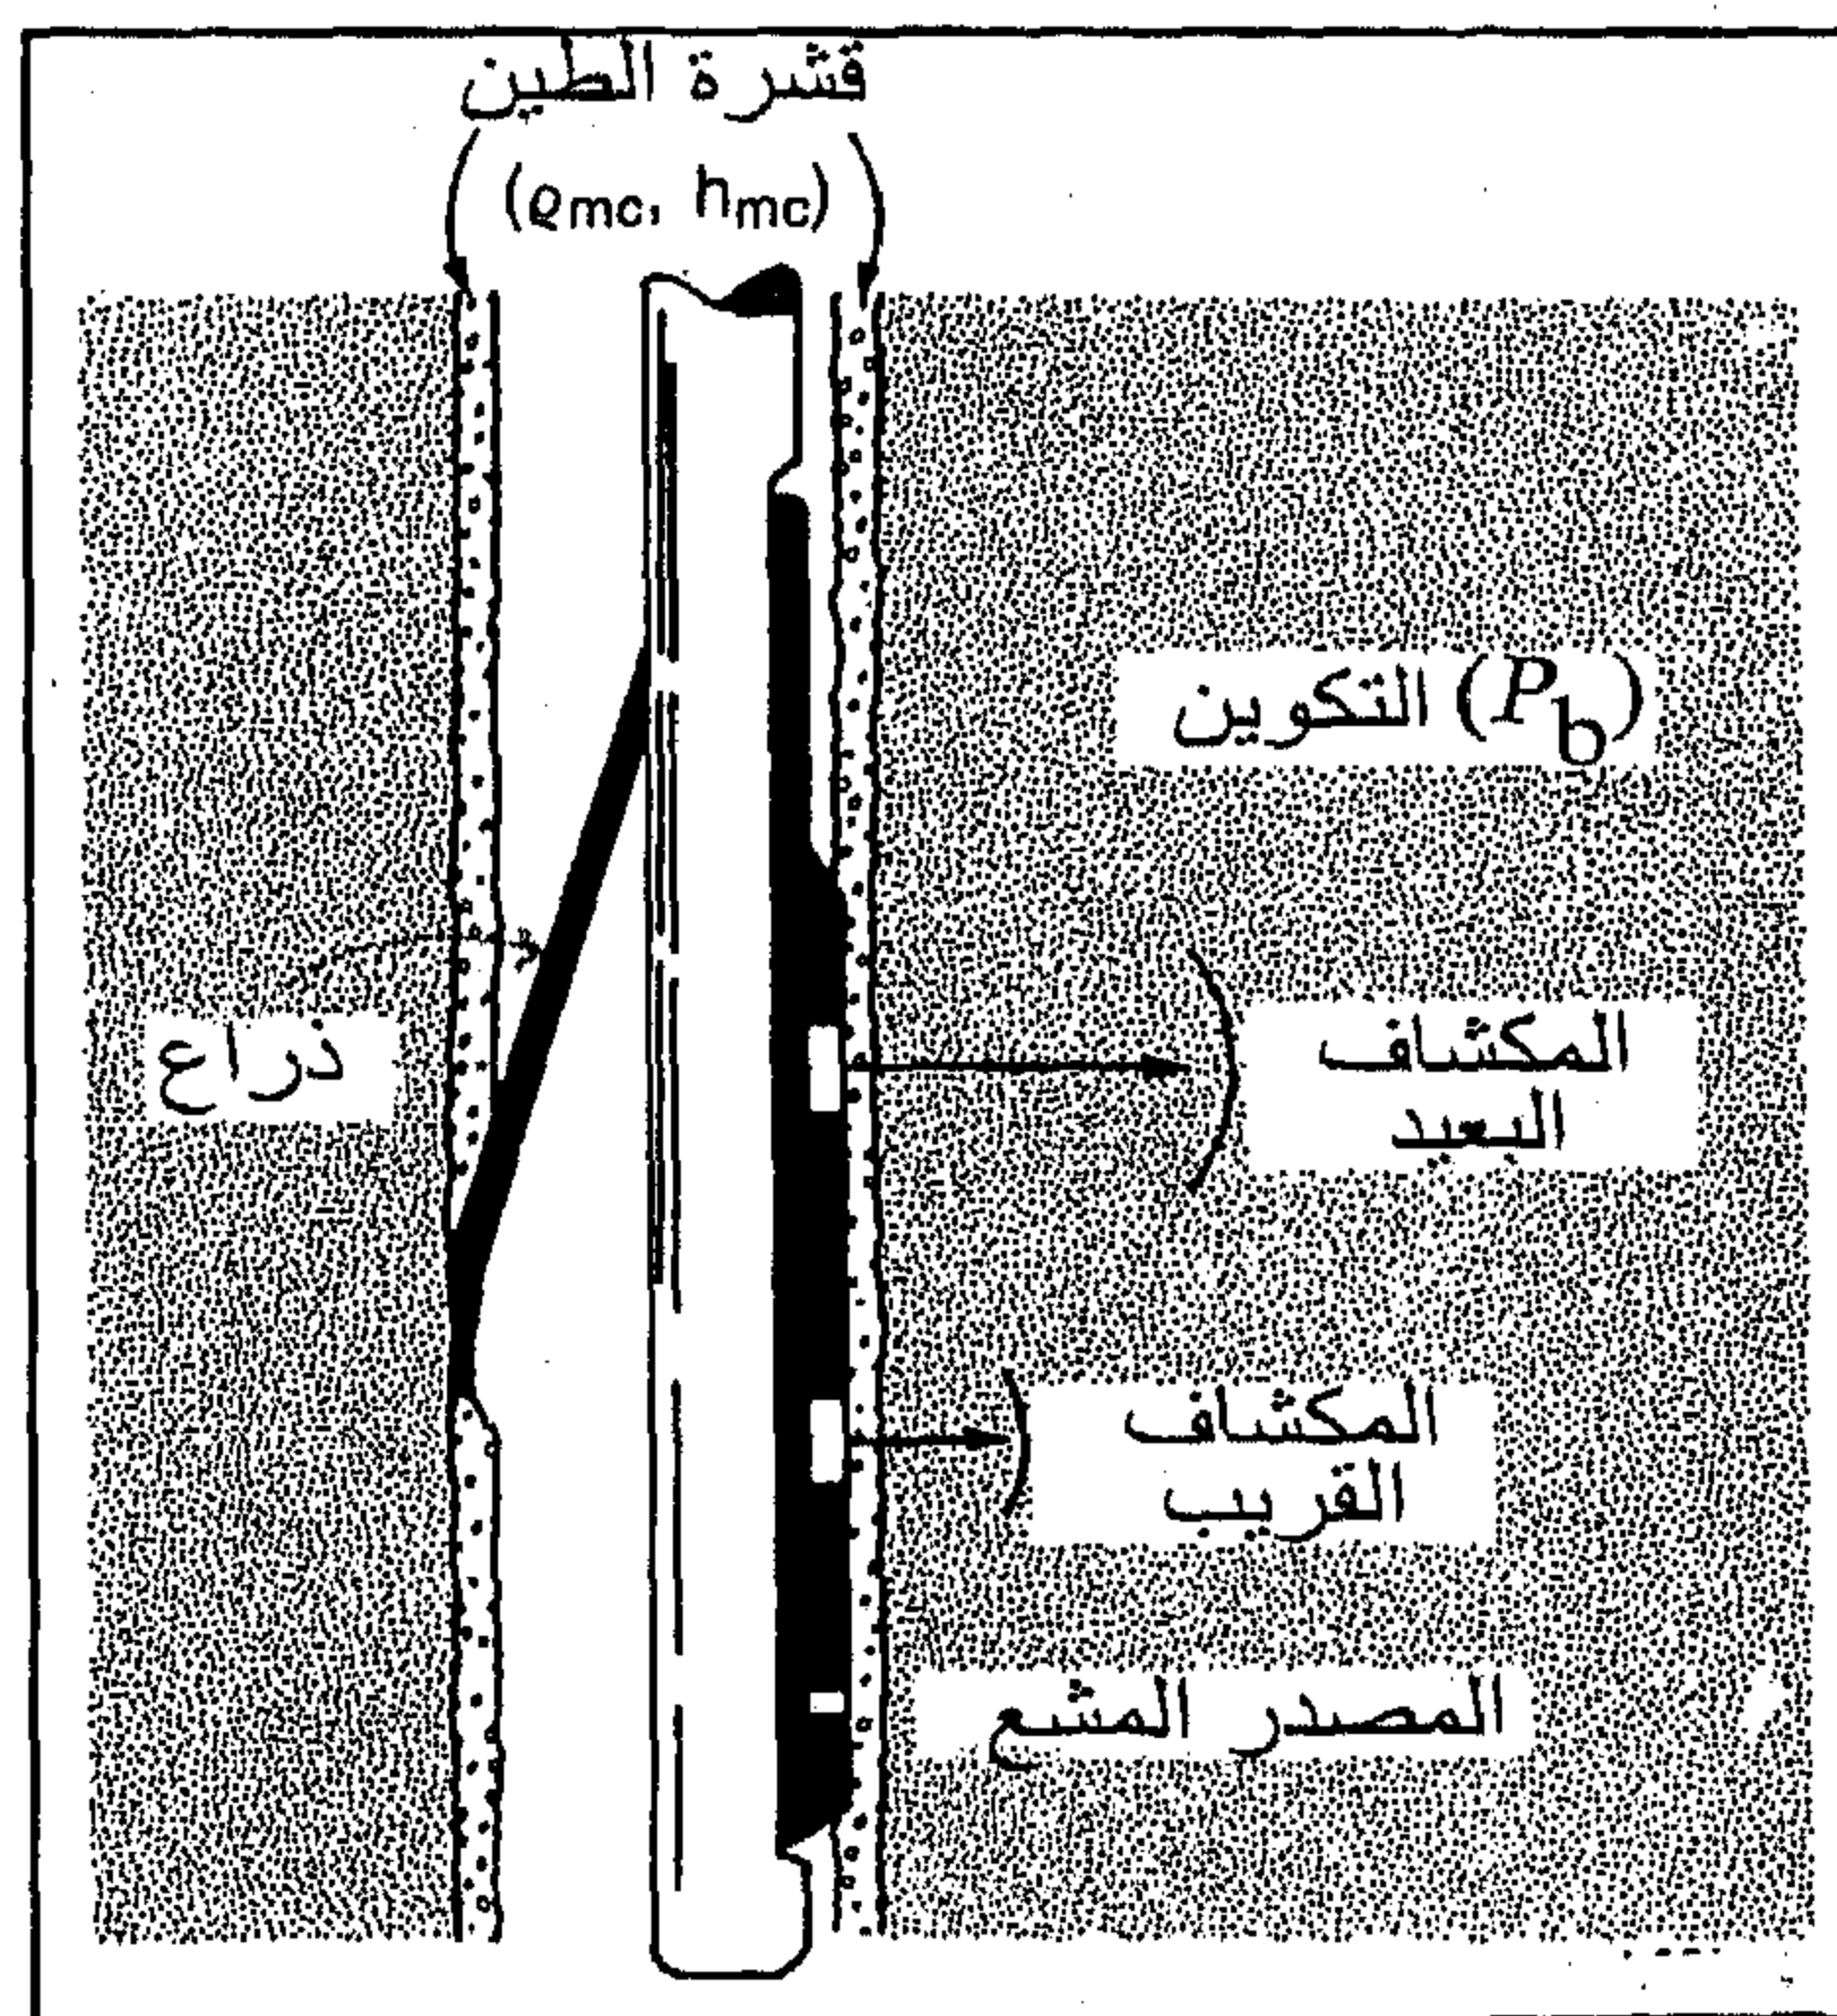 قشرة الطين
(ϱmc, hmc)
التكوين (Pb)
ذراع
المكشاف
البعيد
المكشاف
القريب
المصدر المشع